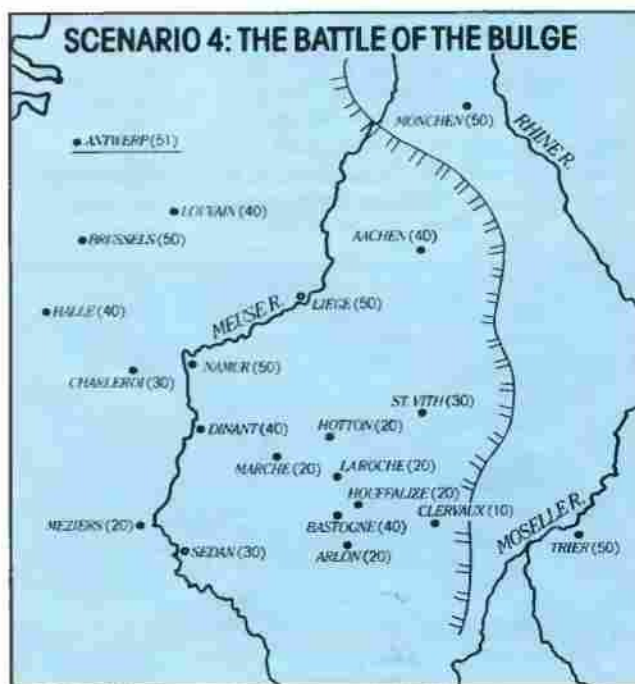 SCENARIO 4: THE BATTLE OF THE BULGE
MONCHEN (50)
RHINE R.
ANTWERP (51)
LOUVAIN (40)
BRUSSELS (50)
AACHEN (40)
MEUSE R.
LIEGE (50)
HALLE (40)
NAMUR (50)
CHARLEROI (30)
ST. VITH (30)
DINANT (40)
HOTTON (20)
MARCHE (20)
LAROCHE (20)
HOUFFALIZE (20)
CLERVAUX (10)
BASTOGNE (40)
MEZIERS (20)
MOSELLE R.
TRIER (50)
SEDAN (30)
ARLON (20)